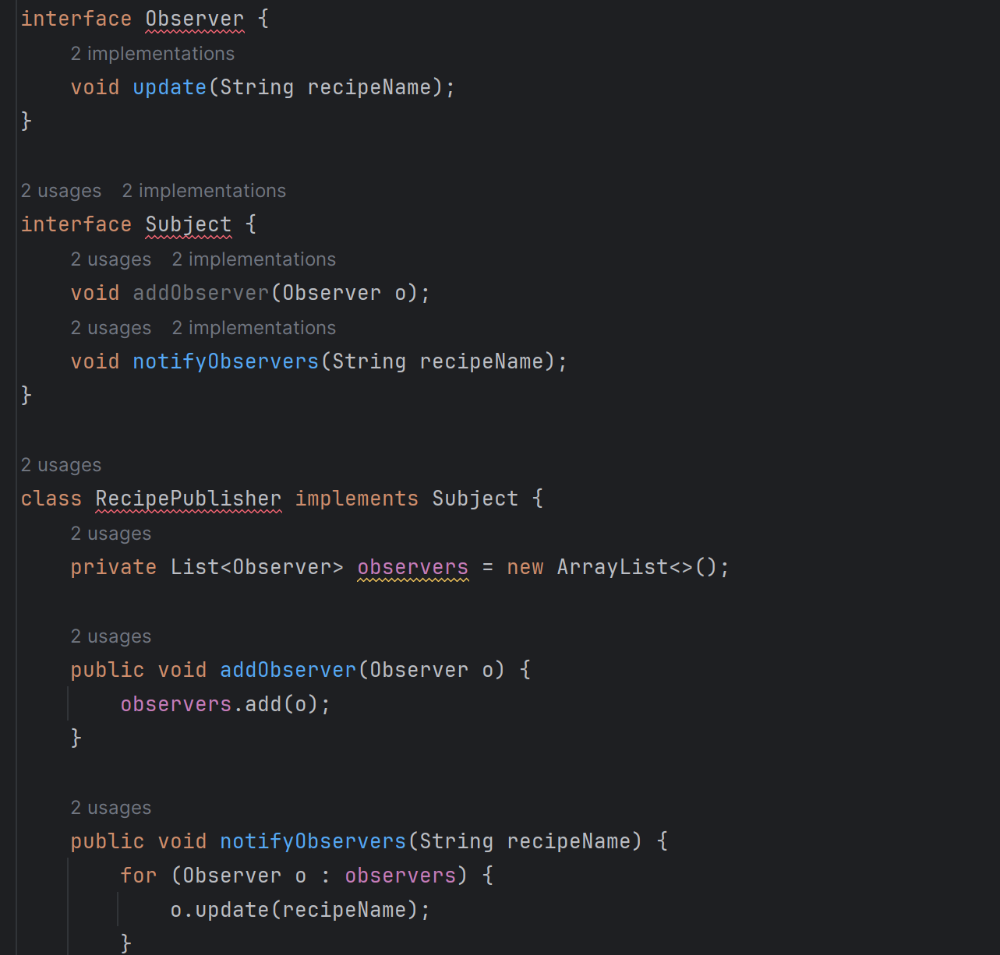 interface Observer {
2 implementations
void update(String recipeName);
}
2 usages 2 implementations
interface Subject {
2 usages 2 implementations
void addObserver(Observer o);
2 usages 2 implementations
void notifyObservers(String recipeName);
}
2 usages
class RecipePublisher implements Subject {
2 usages
private List<Observer> observers = new ArrayList<>();
2 usages
public void addObserver(Observer o) {
observers.add(o);
}
2 usages
public void notifyObservers(String recipeName) {
for (Observer o : observers) {
o.update(recipeName);
}